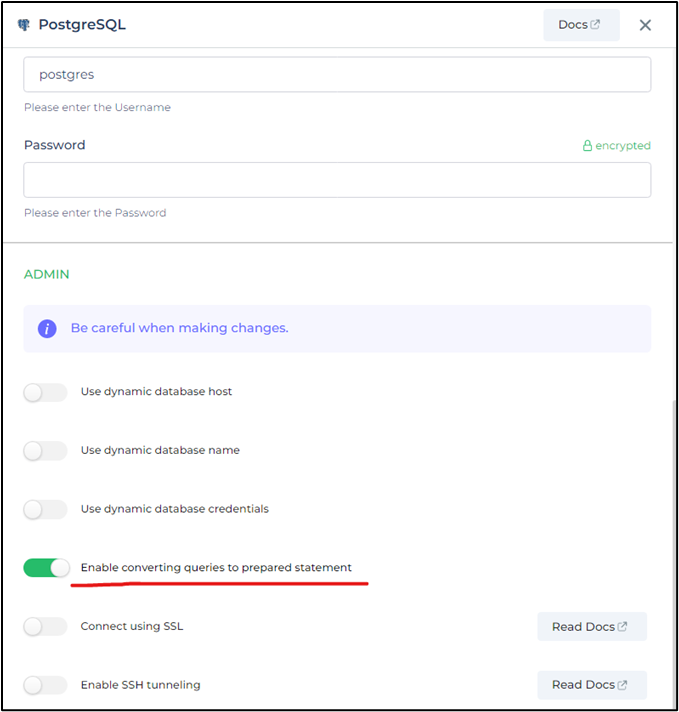 PostgreSQL
Docs
postgres
Please enter the Username
Password
encrypted
Please enter the Password
ADMIN
i
Be careful when making changes.
Use dynamic database host
Use dynamic database name
Use dynamic database credentials
Enable converting queries to prepared statement
Connect using SSL
Read Docs
Enable SSH tunneling
Read Docs